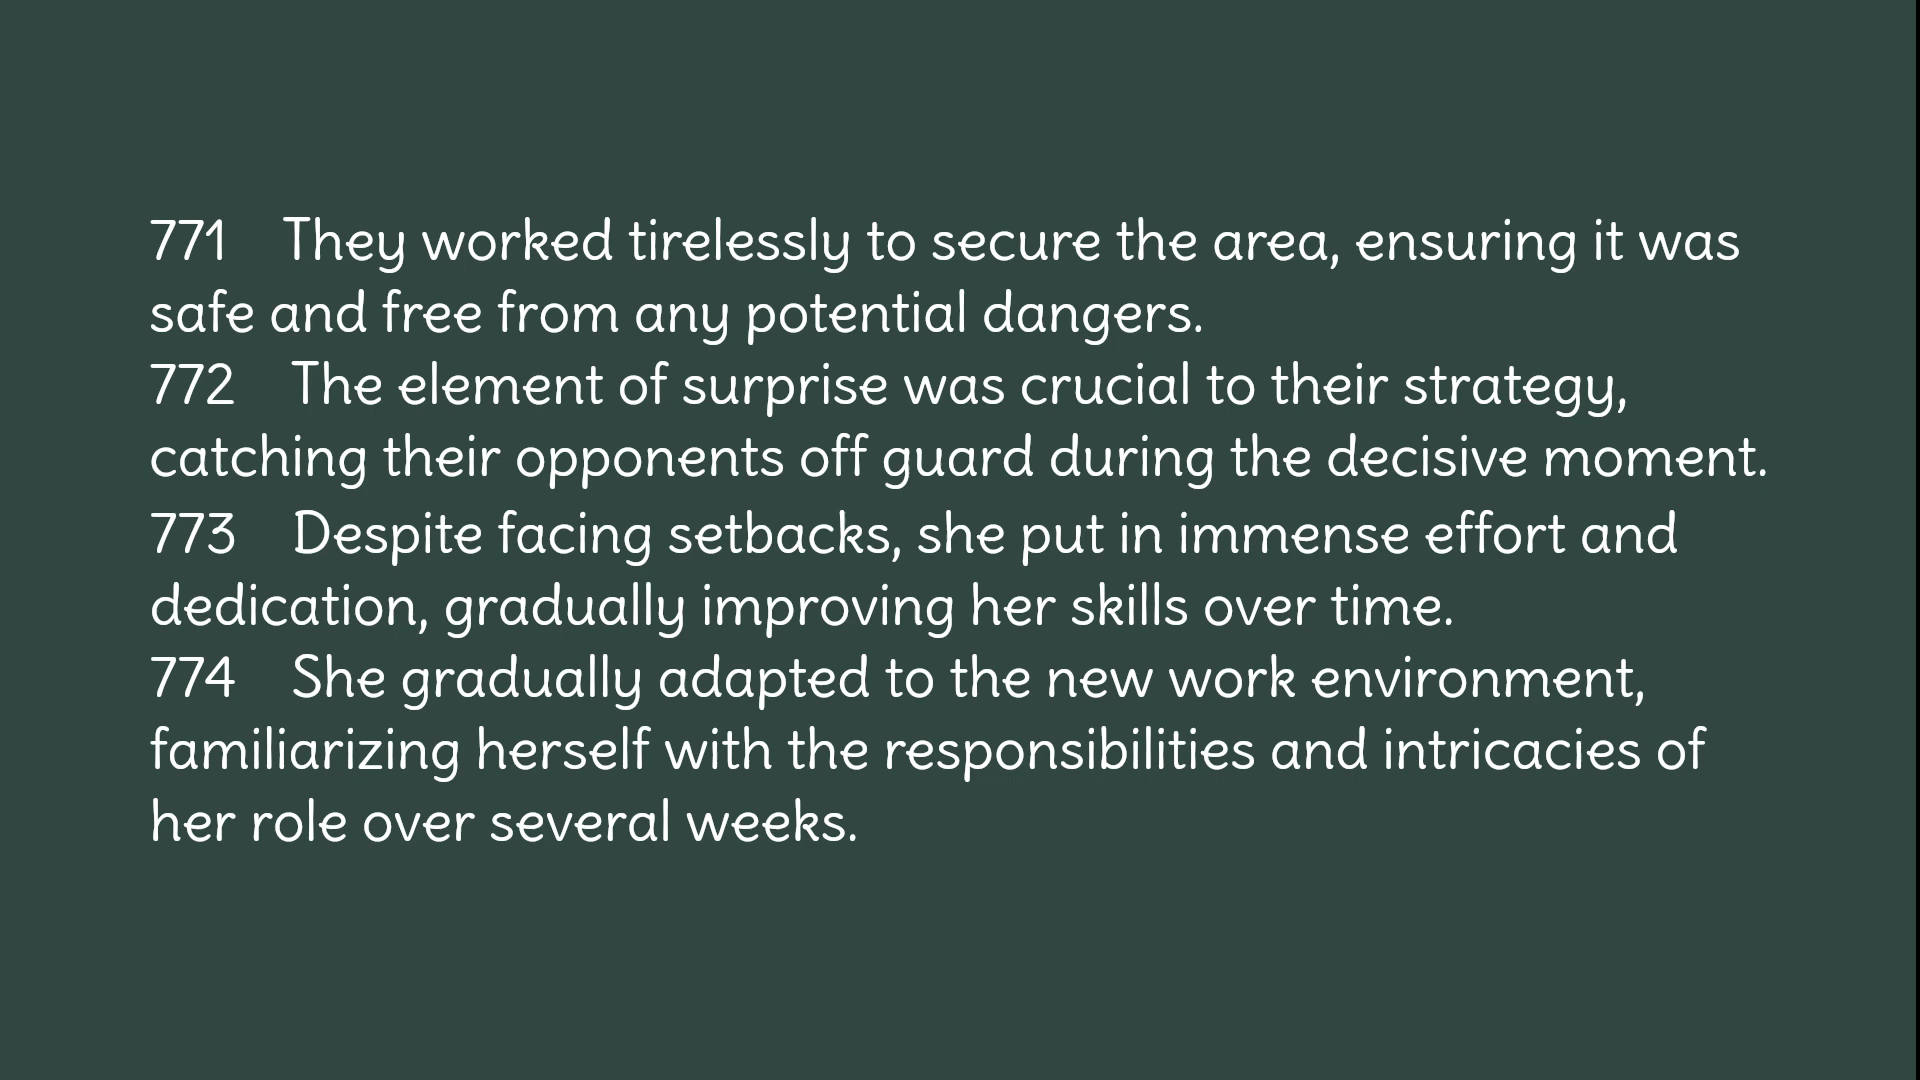 771 They worked tirelessly to secure the area, ensuring it was
safe and free from any potential dangers.
772 The element of surprise was crucial to their strategy,
catching their opponents off guard during the decisive moment.
773 Despite facing setbacks, she put in immense effort and
dedication, gradually improving her skills over time.
774 She gradually adapted to the new work environment,
familiarizing herself with the responsibilities and intricacies of
her role over several weeks.